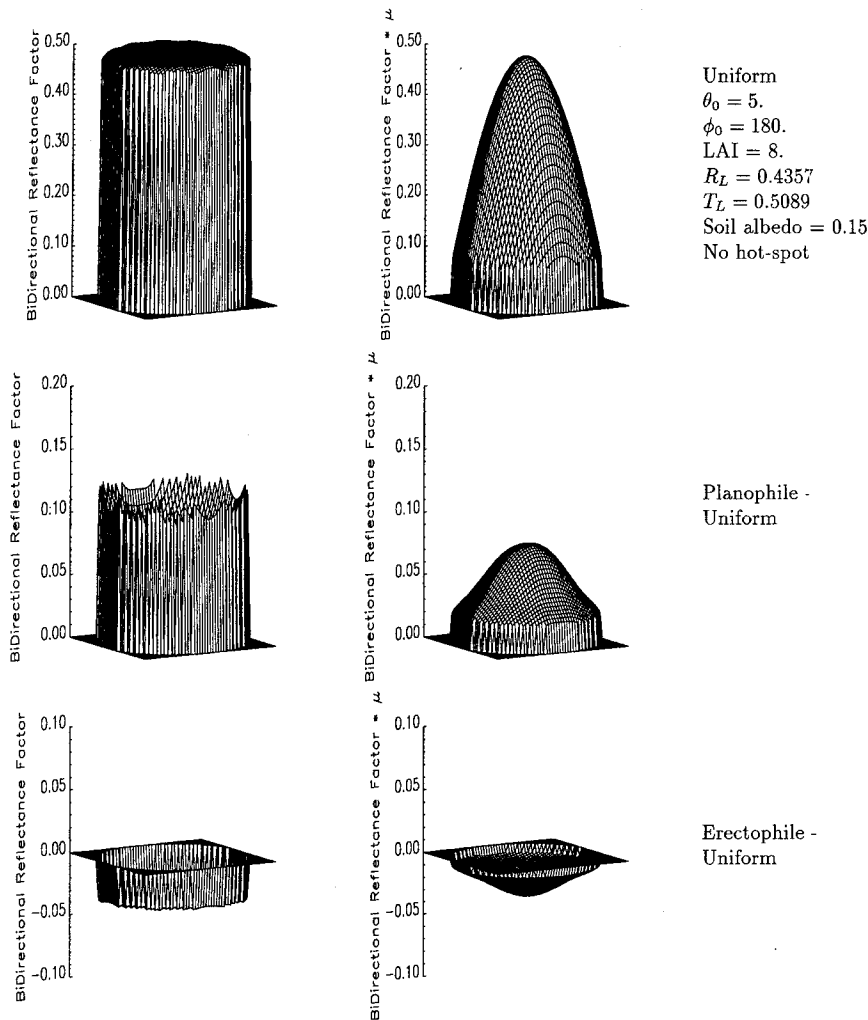 BiDirectional Reflectance Factor
0.50
0.40
0.30
0.20
0.10
0.00
BiDirectional Reflectance Factor * μ
0.50
0.40
0.30
0.20
0.10
0.00
Uniform
θ₀ = 5.
ϕ₀ = 180.
LAI = 8.
R_L = 0.4357
T_L = 0.5089
Soil albedo = 0.15
No hot-spot
BiDirectional Reflectance Factor
0.20
0.15
0.10
0.05
0.00
BiDirectional Reflectance Factor * μ
0.20
0.15
0.10
0.05
0.00
Planophile -
Uniform
BiDirectional Reflectance Factor
0.10
0.05
0.00
−0.05
−0.10
BiDirectional Reflectance Factor * μ
0.10
0.05
0.00
−0.05
−0.10
Erectophile -
Uniform